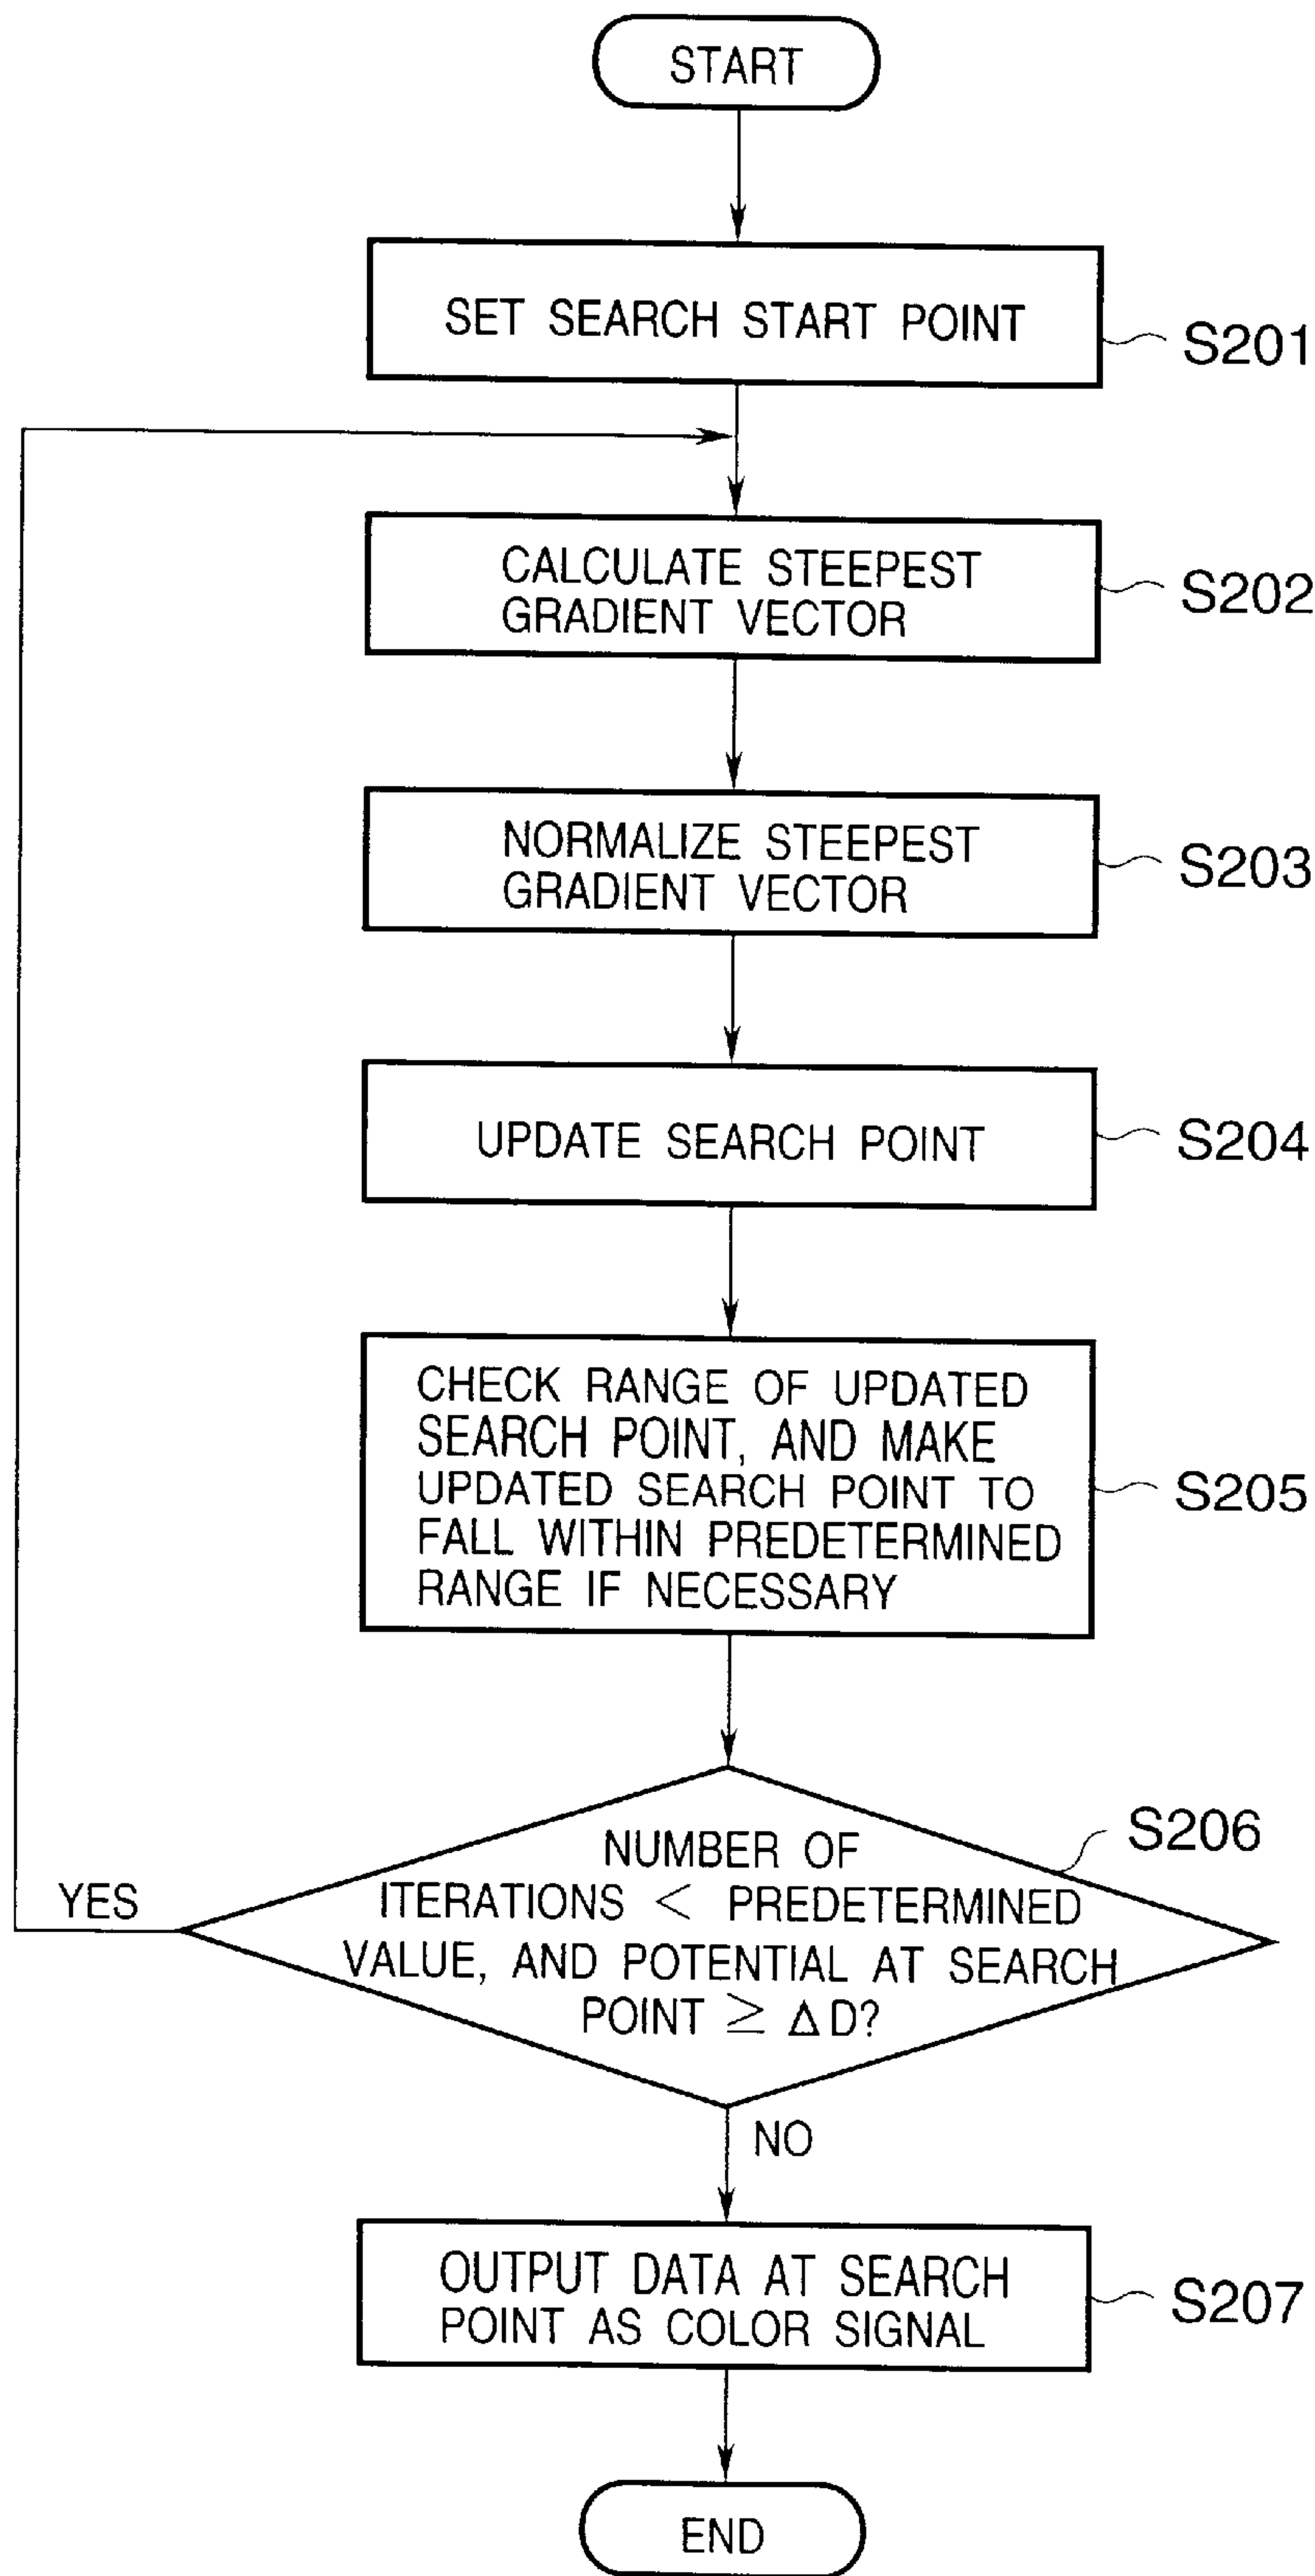 START
SET SEARCH START POINT
S201
CALCULATE STEEPEST
GRADIENT VECTOR
S202
NORMALIZE STEEPEST
GRADIENT VECTOR
S203
UPDATE SEARCH POINT
S204
CHECK RANGE OF UPDATED
SEARCH POINT, AND MAKE
UPDATED SEARCH POINT TO
FALL WITHIN PREDETERMINED
RANGE IF NECESSARY
S205
NUMBER OF
ITERATIONS < PREDETERMINED
VALUE, AND POTENTIAL AT SEARCH
POINT ≥ ΔD?
S206
YES
NO
OUTPUT DATA AT SEARCH
POINT AS COLOR SIGNAL
S207
END